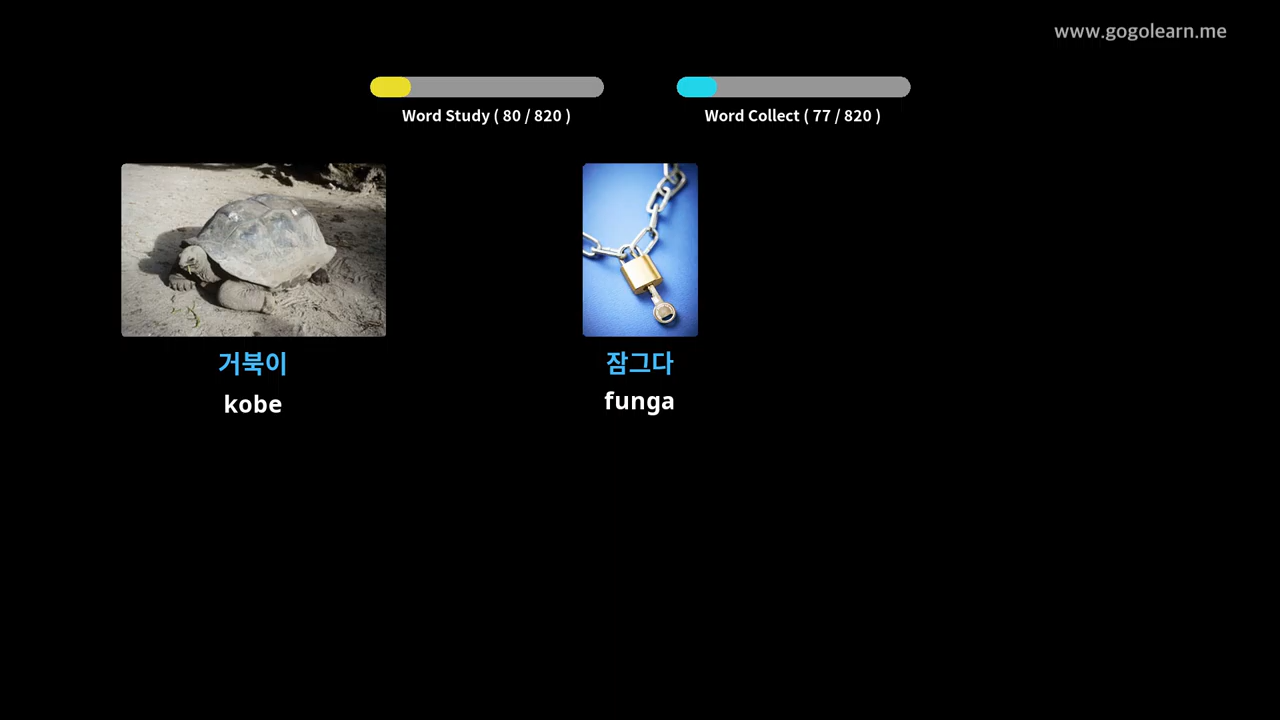 www.gogolearn.me
Word Study ( 80 / 820 )
Word Collect ( 77 / 820 )
거북이
kobe
잠그다
funga